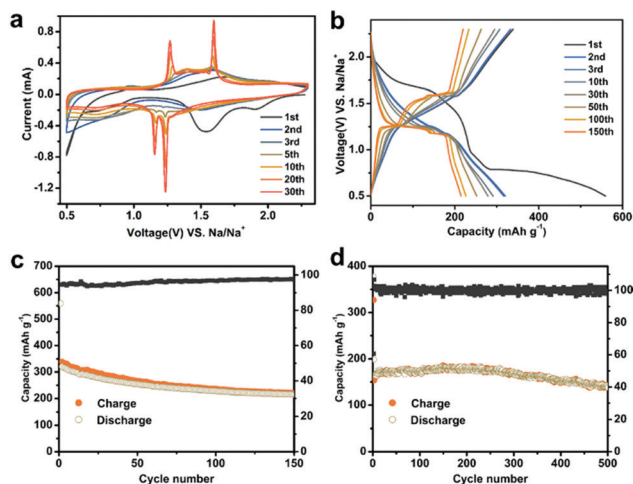 a
0.8
0.4
0.0
-0.4
-0.8
-1.2
Current (mA)
1st
2nd
3rd
5th
10th
20th
30th
0.5 1.0 1.5 2.0
Voltage(V) VS. Na/Na⁺
b
2.0
1.5
1.0
0.5
Voltage(V) VS. Na/Na⁺
1st
2nd
3rd
10th
30th
50th
100th
150th
0 200 400 600
Capacity (mAh g⁻¹)
c
700
600
500
400
300
200
100
0
Capacity (mAh g⁻¹)
Charge
Discharge
100
80
60
40
20
0
0 50 100 150
Cycle number
d
400
350
300
250
200
150
100
50
0
Capacity (mAh g⁻¹)
Charge
Discharge
100
80
60
40
20
0
0 100 200 300 400 500
Cycle number